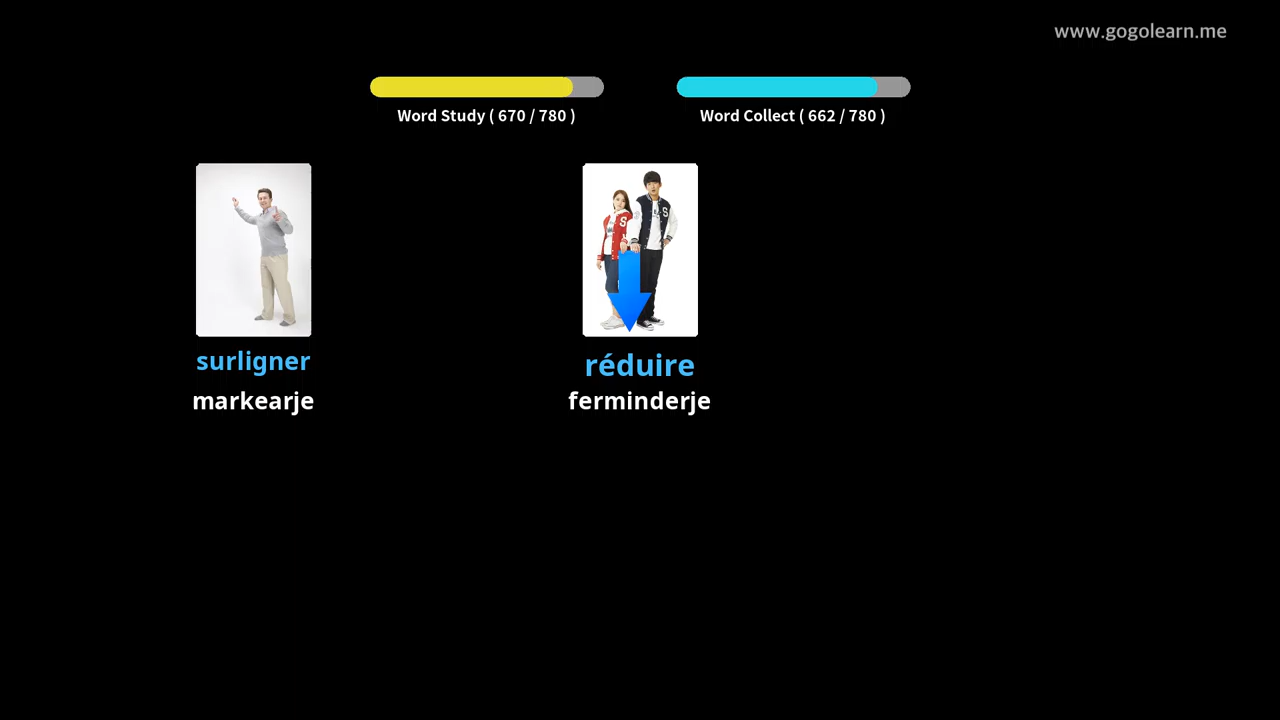 www.gogolearn.me
Word Study ( 670 / 780 )
Word Collect ( 662 / 780 )
S
S
surligner
réduire
markearje
ferminderje